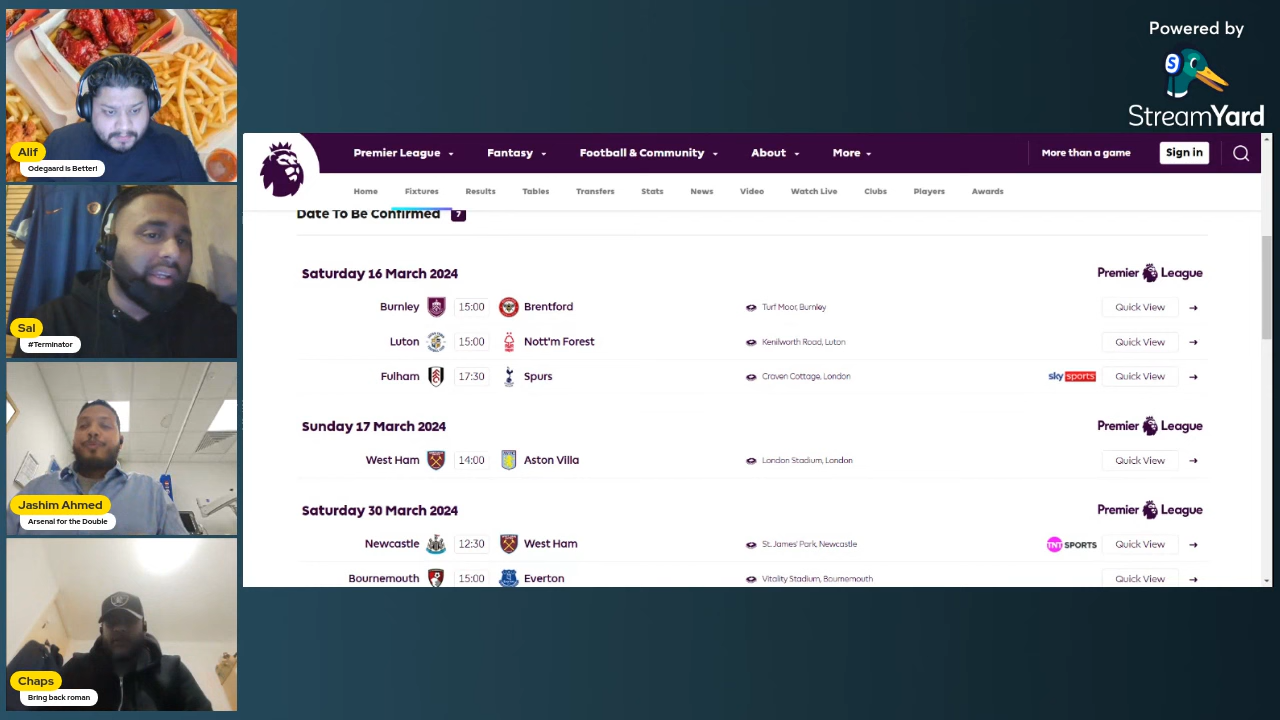 Alif
Odegaard is Better!
Sal
#Terminator
Jashim Ahmed
Arsenal for the Double
Chaps
Bring back roman
Powered by
StreamYard
Premier League Fantasy Football & Community About More More than a game Sign in
Home Fixtures Results Tables Transfers Stats News Video Watch Live Clubs Players Awards
Date To Be Confirmed 7
Saturday 16 March 2024 Premier League
Burnley 15:00 Brentford Turf Moor, Burnley Quick View
Luton 15:00 Nott'm Forest Kenilworth Road, Luton Quick View
Fulham 17:30 Spurs Craven Cottage, London sky sports Quick View
Sunday 17 March 2024 Premier League
West Ham 14:00 Aston Villa London Stadium, London Quick View
Saturday 30 March 2024 Premier League
Newcastle 12:30 West Ham St. James' Park, Newcastle TNT SPORTS Quick View
Bournemouth 15:00 Everton Vitality Stadium, Bournemouth Quick View